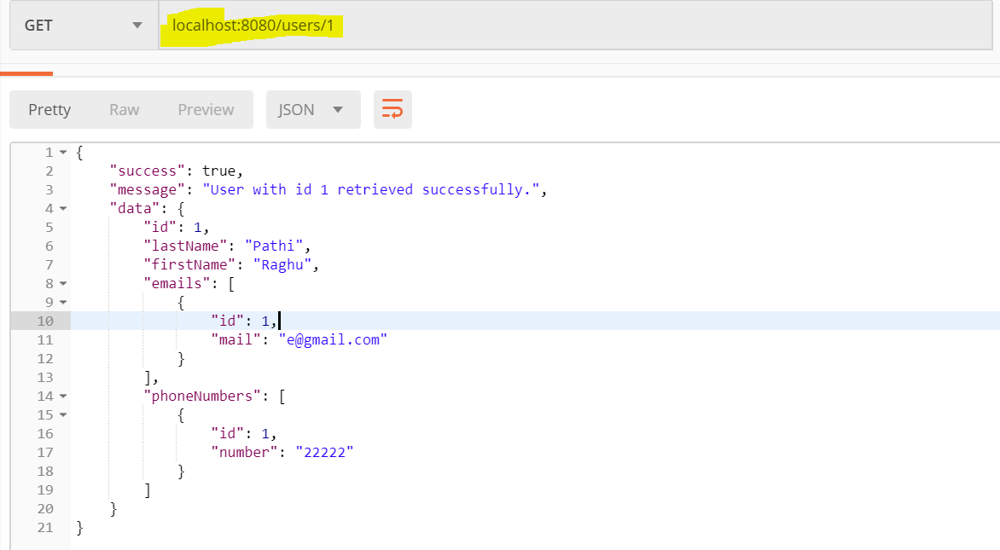 GET localhost:8080/users/1
Pretty Raw Preview JSON
1 {
2     "success": true,
3     "message": "User with id 1 retrieved successfully.",
4     "data": {
5         "id": 1,
6         "lastName": "Pathi",
7         "firstName": "Raghu",
8         "emails": [
9             {
10                 "id": 1,
11                 "mail": "e@gmail.com"
12             }
13         ],
14         "phoneNumbers": [
15             {
16                 "id": 1,
17                 "number": "22222"
18             }
19         ]
20     }
21 }